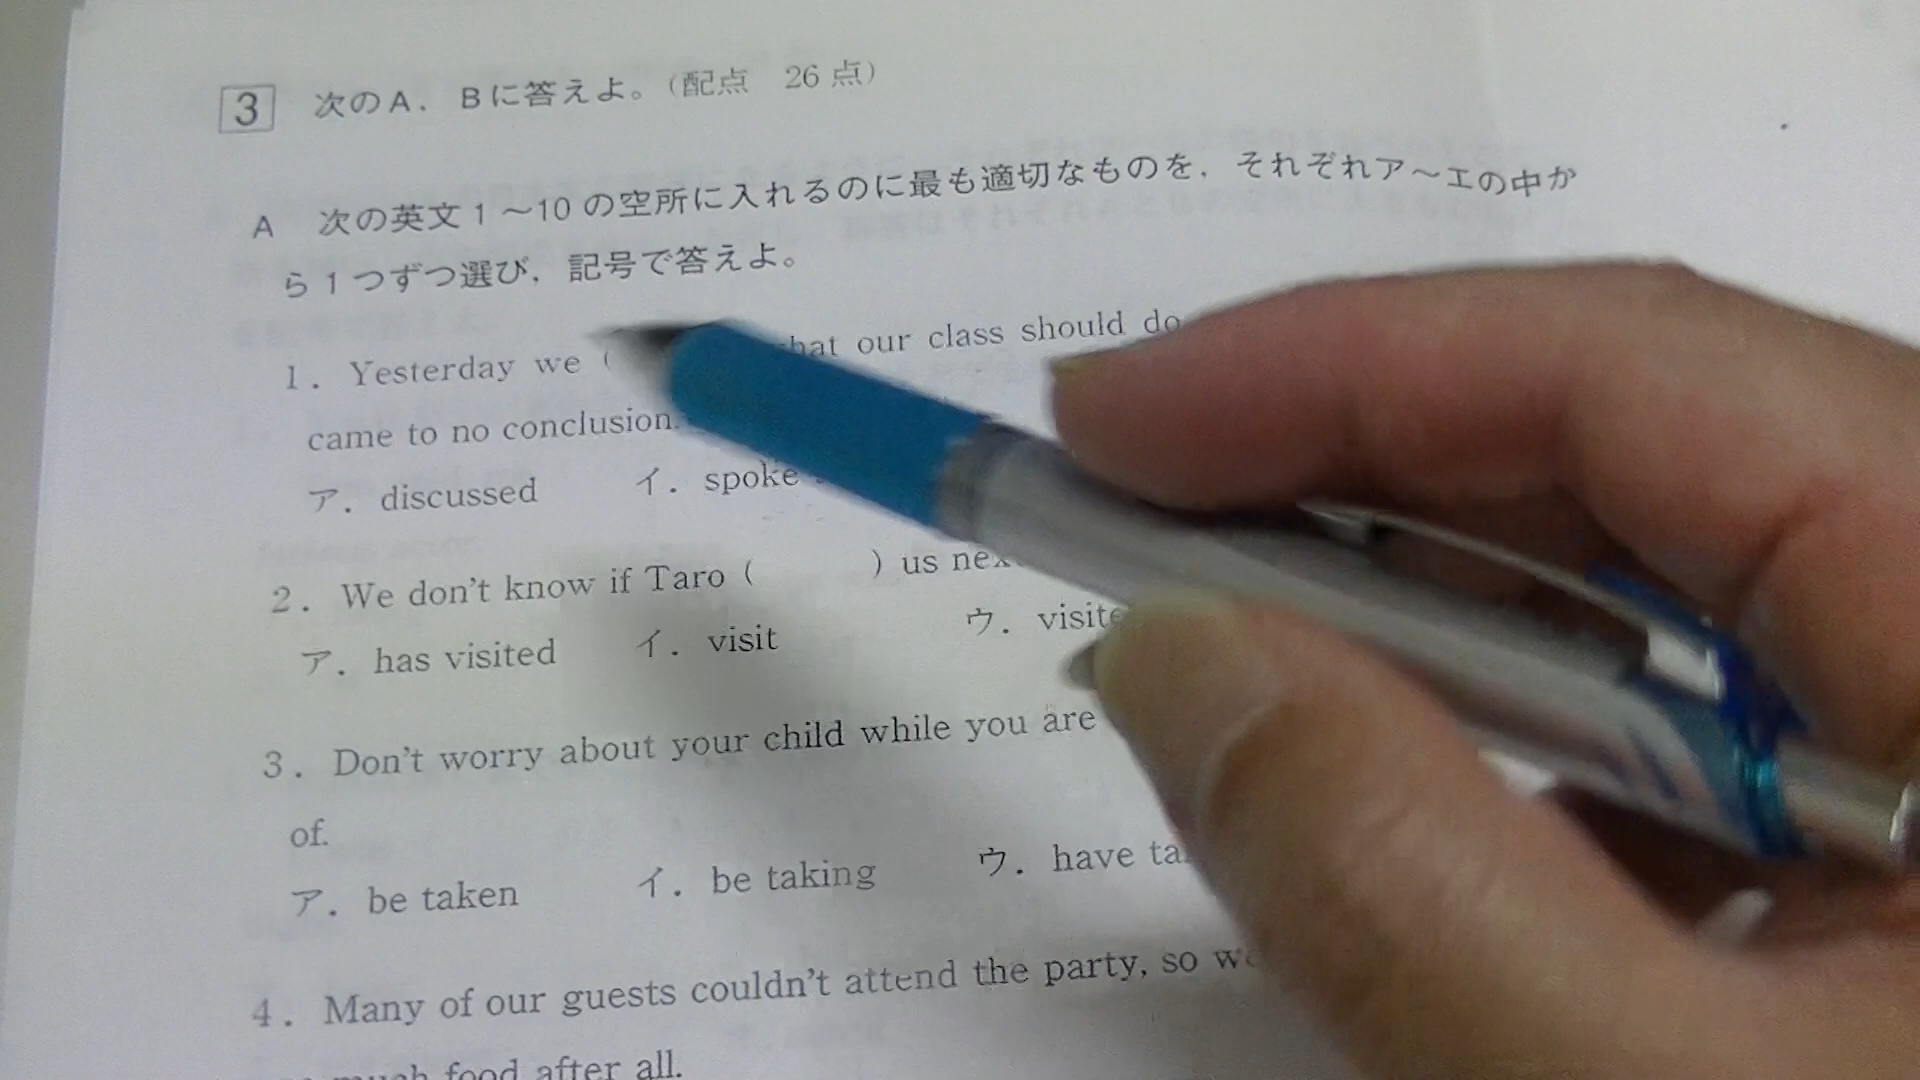 3 次のA,Bに答えよ。(配点 26点)
A 次の英文1~10の空所に入れるのに最も適切なものを,それぞれア~エの中か
ら1つずつ選び,記号で答えよ。
1. Yesterday we ( our class should do
came to no conclusion.
ア. discussed イ. spoke
2. We don't know if Taro ( ) us
ア. has visited イ. visit ウ.
3. Don't worry about your child while you are
of.
ア. be taken イ. be taking ウ. have
4. Many of our guests couldn't attend the party, so
much food after all.